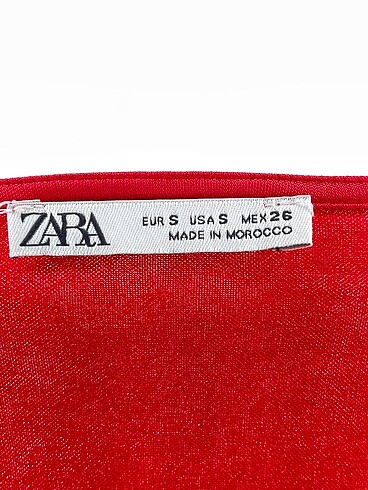 ZARA
EUR S USA S MEX 26
MADE IN MOROCCO